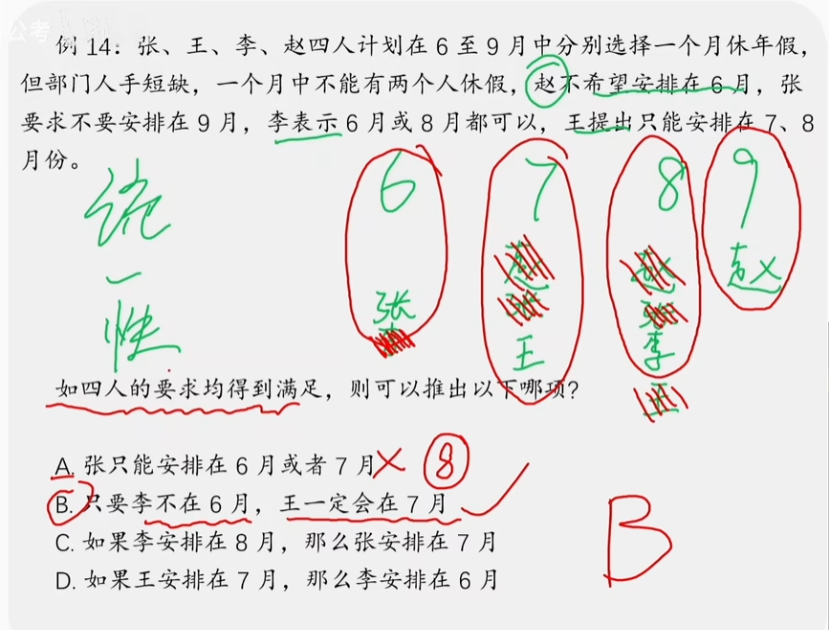 公考
例 14：张、王、李、赵四人计划在 6 至 9 月中分别选择一个月休年假，
但部门人手短缺，一个月中不能有两个人休假，赵不希望安排在 6 月，张
要求不要安排在 9 月，李表示 6 月或 8 月都可以，王提出只能安排在 7、8
月份。
6 7 8 9
赵
张
李
王
如四人的要求均得到满足，则可以推出以下哪项？
A. 张只能安排在 6 月或者 7 月 × 8
B. 只要李不在 6 月，王一定会在 7 月
C. 如果李安排在 8 月，那么张安排在 7 月
D. 如果王安排在 7 月，那么李安排在 6 月
B